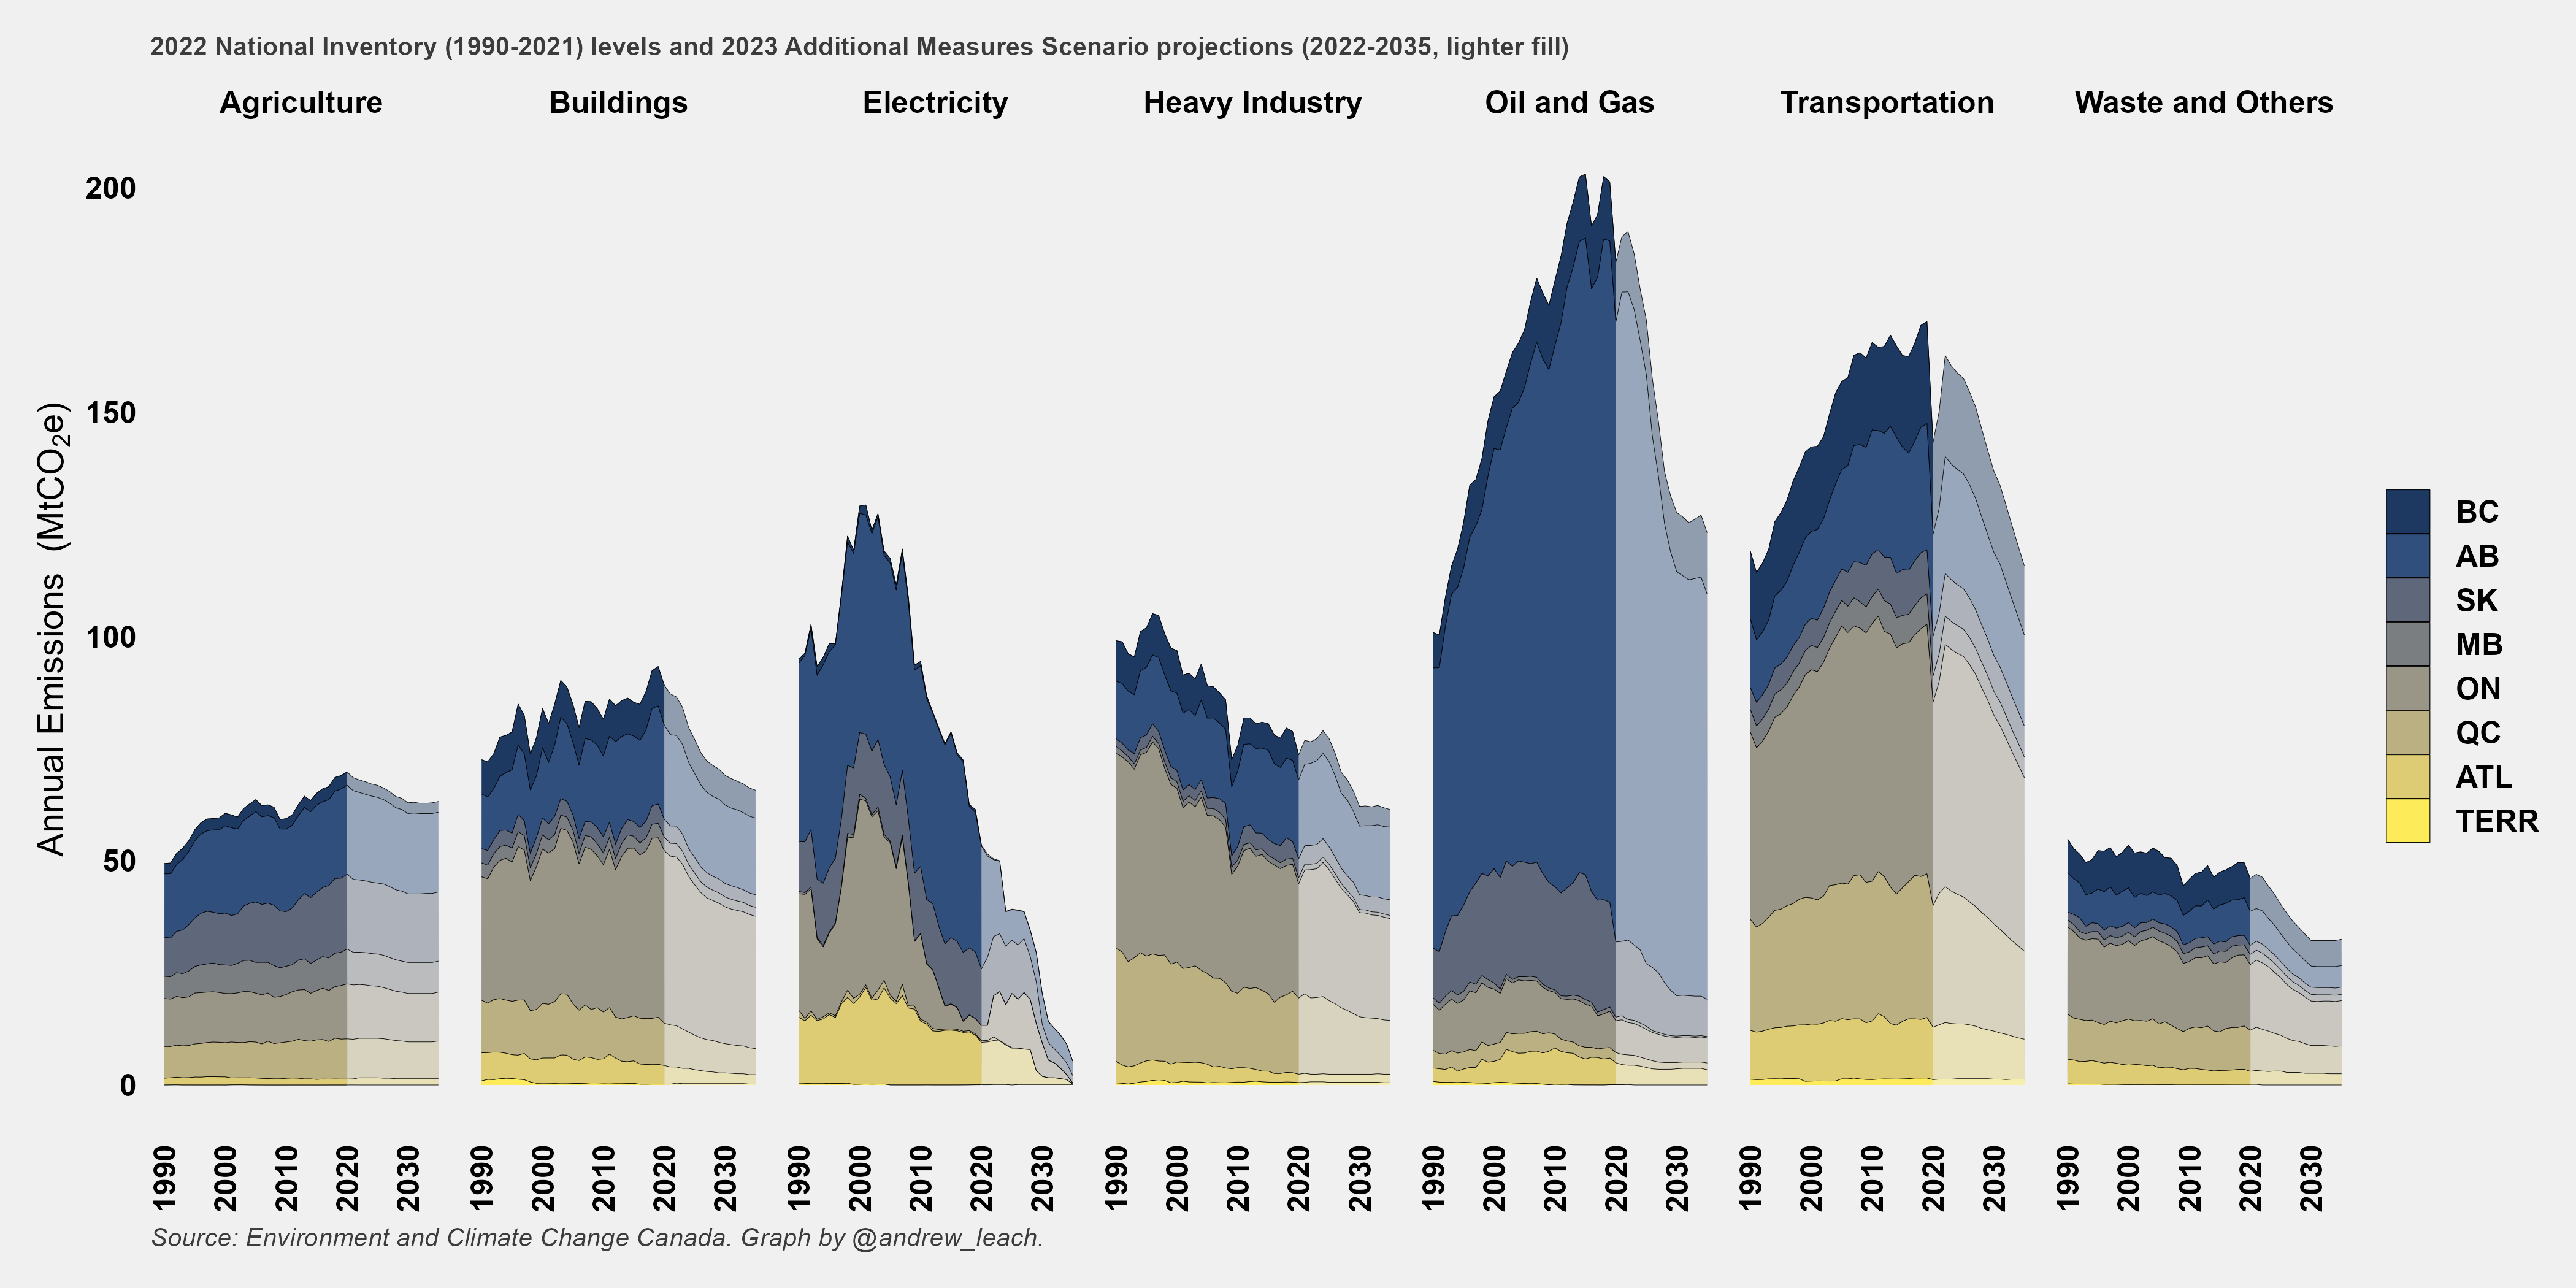 2022 National Inventory (1990-2021) levels and 2023 Additional Measures Scenario projections (2022-2035, lighter fill)
Agriculture Buildings Electricity Heavy Industry Oil and Gas Transportation Waste and Others
Annual Emissions (MtCO₂e)
200
150
100
50
0
BC
AB
SK
MB
ON
QC
ATL
TERR
1990 2000 2010 2020 2030 1990 2000 2010 2020 2030 1990 2000 2010 2020 2030 1990 2000 2010 2020 2030 1990 2000 2010 2020 2030 1990 2000 2010 2020 2030 1990 2000 2010 2020 2030
Source: Environment and Climate Change Canada. Graph by @andrew_leach.